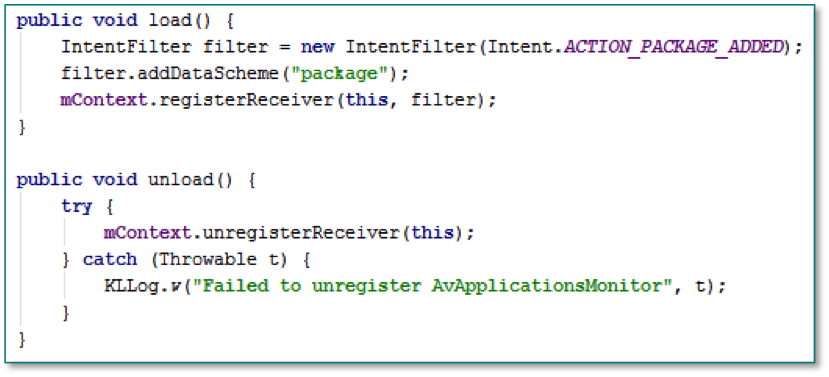 public void load() {
    IntentFilter filter = new IntentFilter(Intent.ACTION_PACKAGE_ADDED);
    filter.addDataScheme("package");
    mContext.registerReceiver(this, filter);
}

public void unload() {
    try {
        mContext.unregisterReceiver(this);
    } catch (Throwable t) {
        KLLog.v("Failed to unregister AvApplicationsMonitor", t);
    }
}